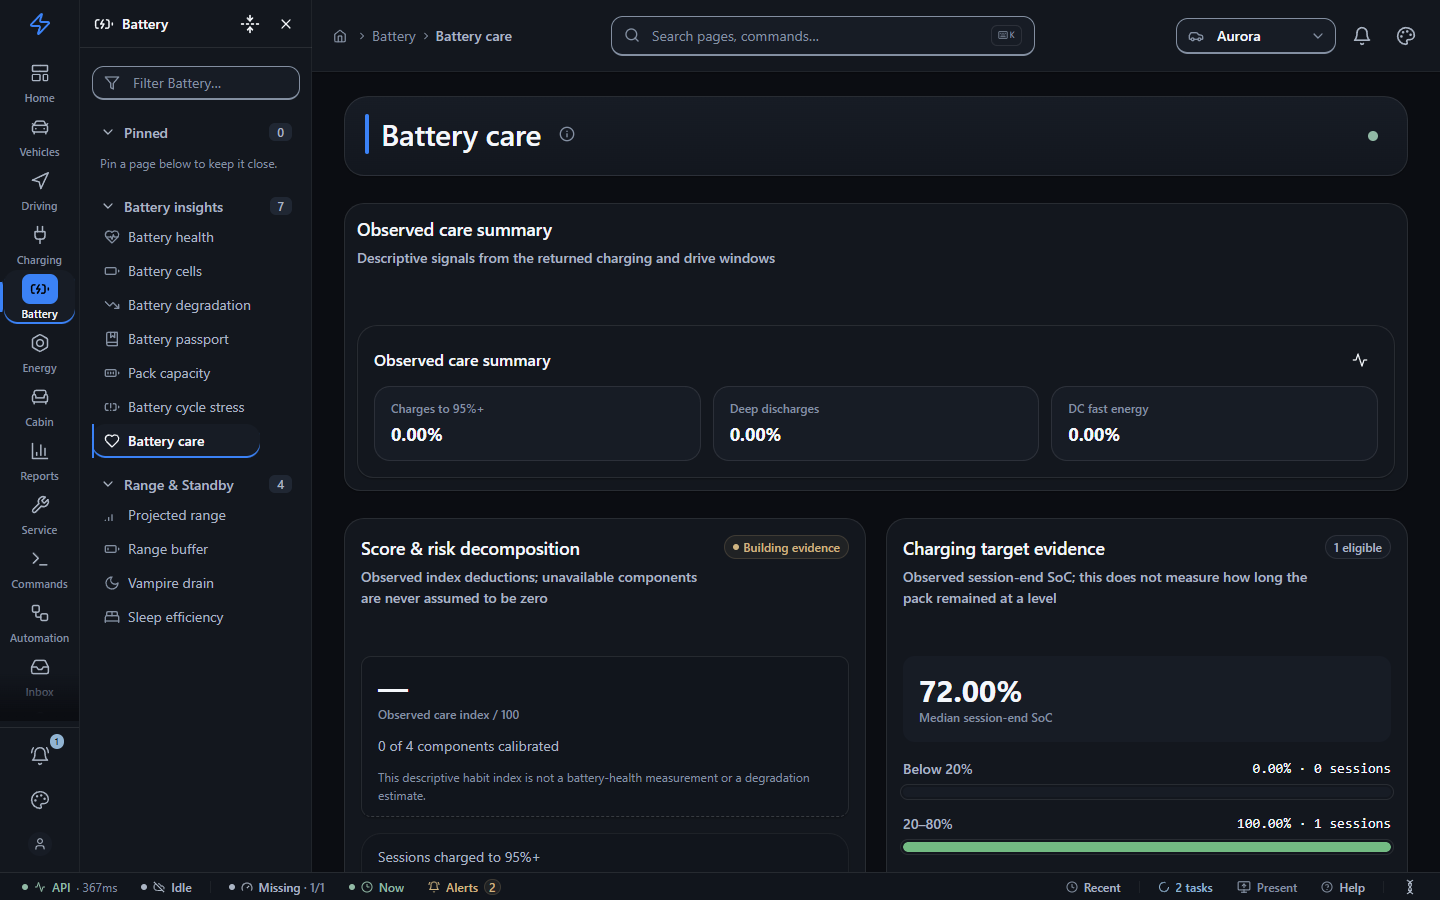 Battery
Battery > Battery care
Search pages, commands...
K
Aurora
Home
Vehicles
Driving
Charging
Battery
Energy
Cabin
Reports
Service
Commands
Automation
Inbox
1
Filter Battery...
Pinned 0
Pin a page below to keep it close.
Battery insights 7
Battery health
Battery cells
Battery degradation
Battery passport
Pack capacity
Battery cycle stress
Battery care
Range & Standby 4
Projected range
Range buffer
Vampire drain
Sleep efficiency
Battery care
Observed care summary
Descriptive signals from the returned charging and drive windows
Observed care summary
Charges to 95%+
0.00%
Deep discharges
0.00%
DC fast energy
0.00%
Score & risk decomposition
Building evidence
Observed index deductions; unavailable components
are never assumed to be zero
—
Observed care index / 100
0 of 4 components calibrated
This descriptive habit index is not a battery-health measurement or a degradation
estimate.
Sessions charged to 95%+
Charging target evidence
1 eligible
Observed session-end SoC; this does not measure how long the
pack remained at a level
72.00%
Median session-end SoC
Below 20% 0.00% · 0 sessions
20–80% 100.00% · 1 sessions
API · 367ms
Idle
Missing · 1/1
Now
Alerts 2
Recent
2 tasks
Present
Help